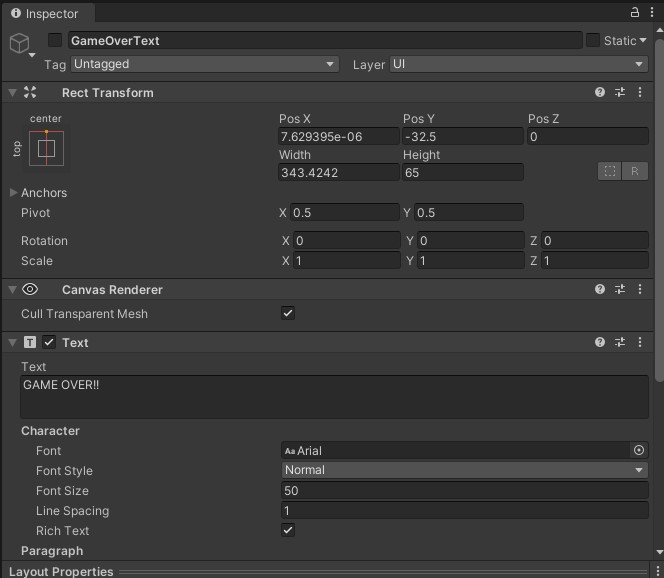 Inspector
GameOverText Static
Tag Untagged Layer UI
Rect Transform
center Pos X Pos Y Pos Z
top 7.629395e-06 -32.5 0
Width Height
343.4242 65 R
Anchors
Pivot X 0.5 Y 0.5
Rotation X 0 Y 0 Z 0
Scale X 1 Y 1 Z 1
Canvas Renderer
Cull Transparent Mesh
T Text
Text
GAME OVER!!
Character
Font Aa Arial
Font Style Normal
Font Size 50
Line Spacing 1
Rich Text
Paragraph
Layout Properties